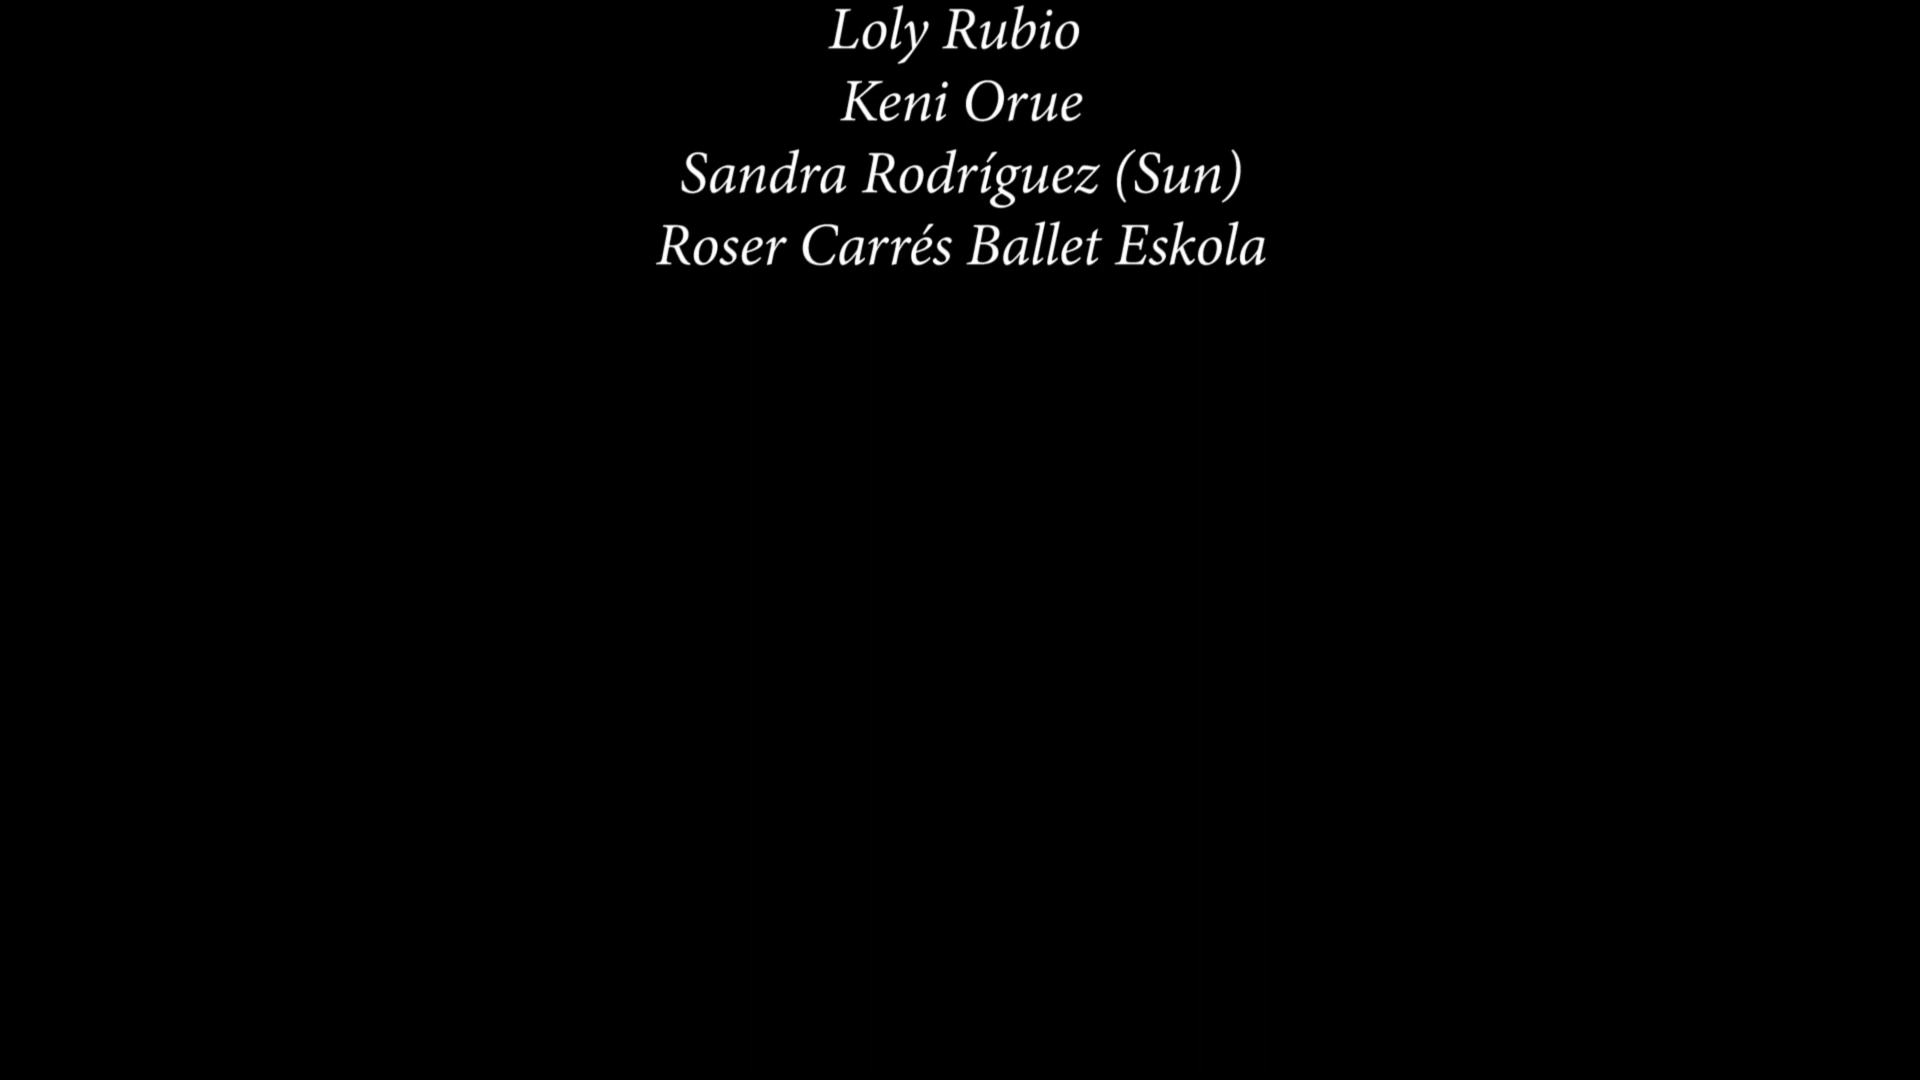 Loly Rubio
Keni Orue
Sandra Rodríguez (Sun)
Roser Carrés Ballet Eskola